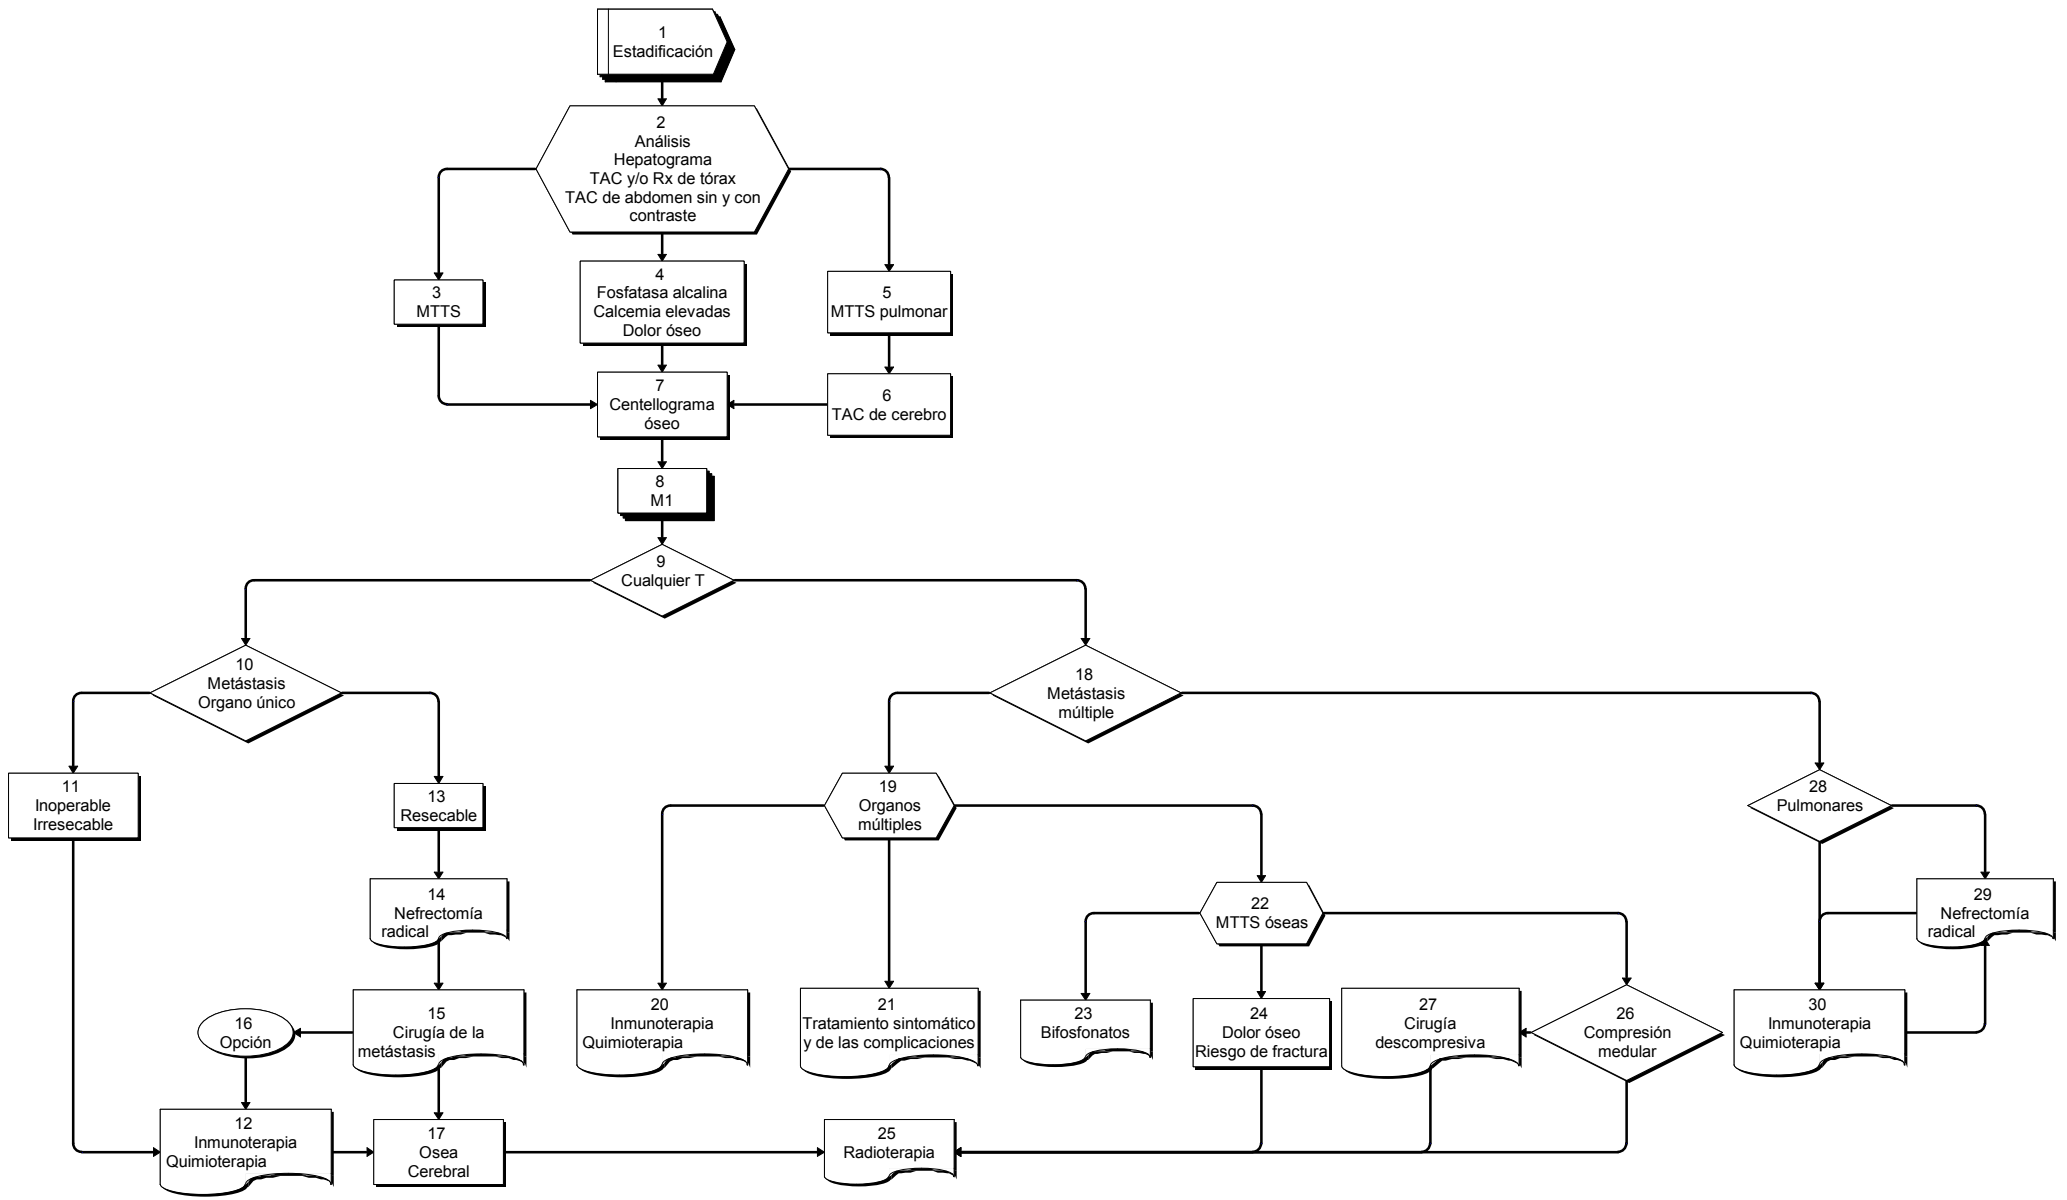 1
Estadificación
2
Análisis
Hepatograma
TAC y/o Rx de tórax
TAC de abdomen sin y con
contraste
3
MTTS
4
Fosfatasa alcalina
Calcemia elevadas
Dolor óseo
5
MTTS pulmonar
6
TAC de cerebro
7
Centellograma
óseo
8
M1
9
Cualquier T
10
Metástasis
Organo único
11
Inoperable
Irresecable
12
Inmunoterapia
Quimioterapia
13
Resecable
14
Nefrectomía
radical
15
Cirugía de la
metástasis
16
Opción
17
Osea
Cerebral
18
Metástasis
múltiple
19
Organos
múltiples
20
Inmunoterapia
Quimioterapia
21
Tratamiento sintomático
y de las complicaciones
22
MTTS óseas
23
Bifosfonatos
24
Dolor óseo
Riesgo de fractura
25
Radioterapia
26
Compresión
medular
27
Cirugía
descompresiva
28
Pulmonares
29
Nefrectomía
radical
30
Inmunoterapia
Quimioterapia